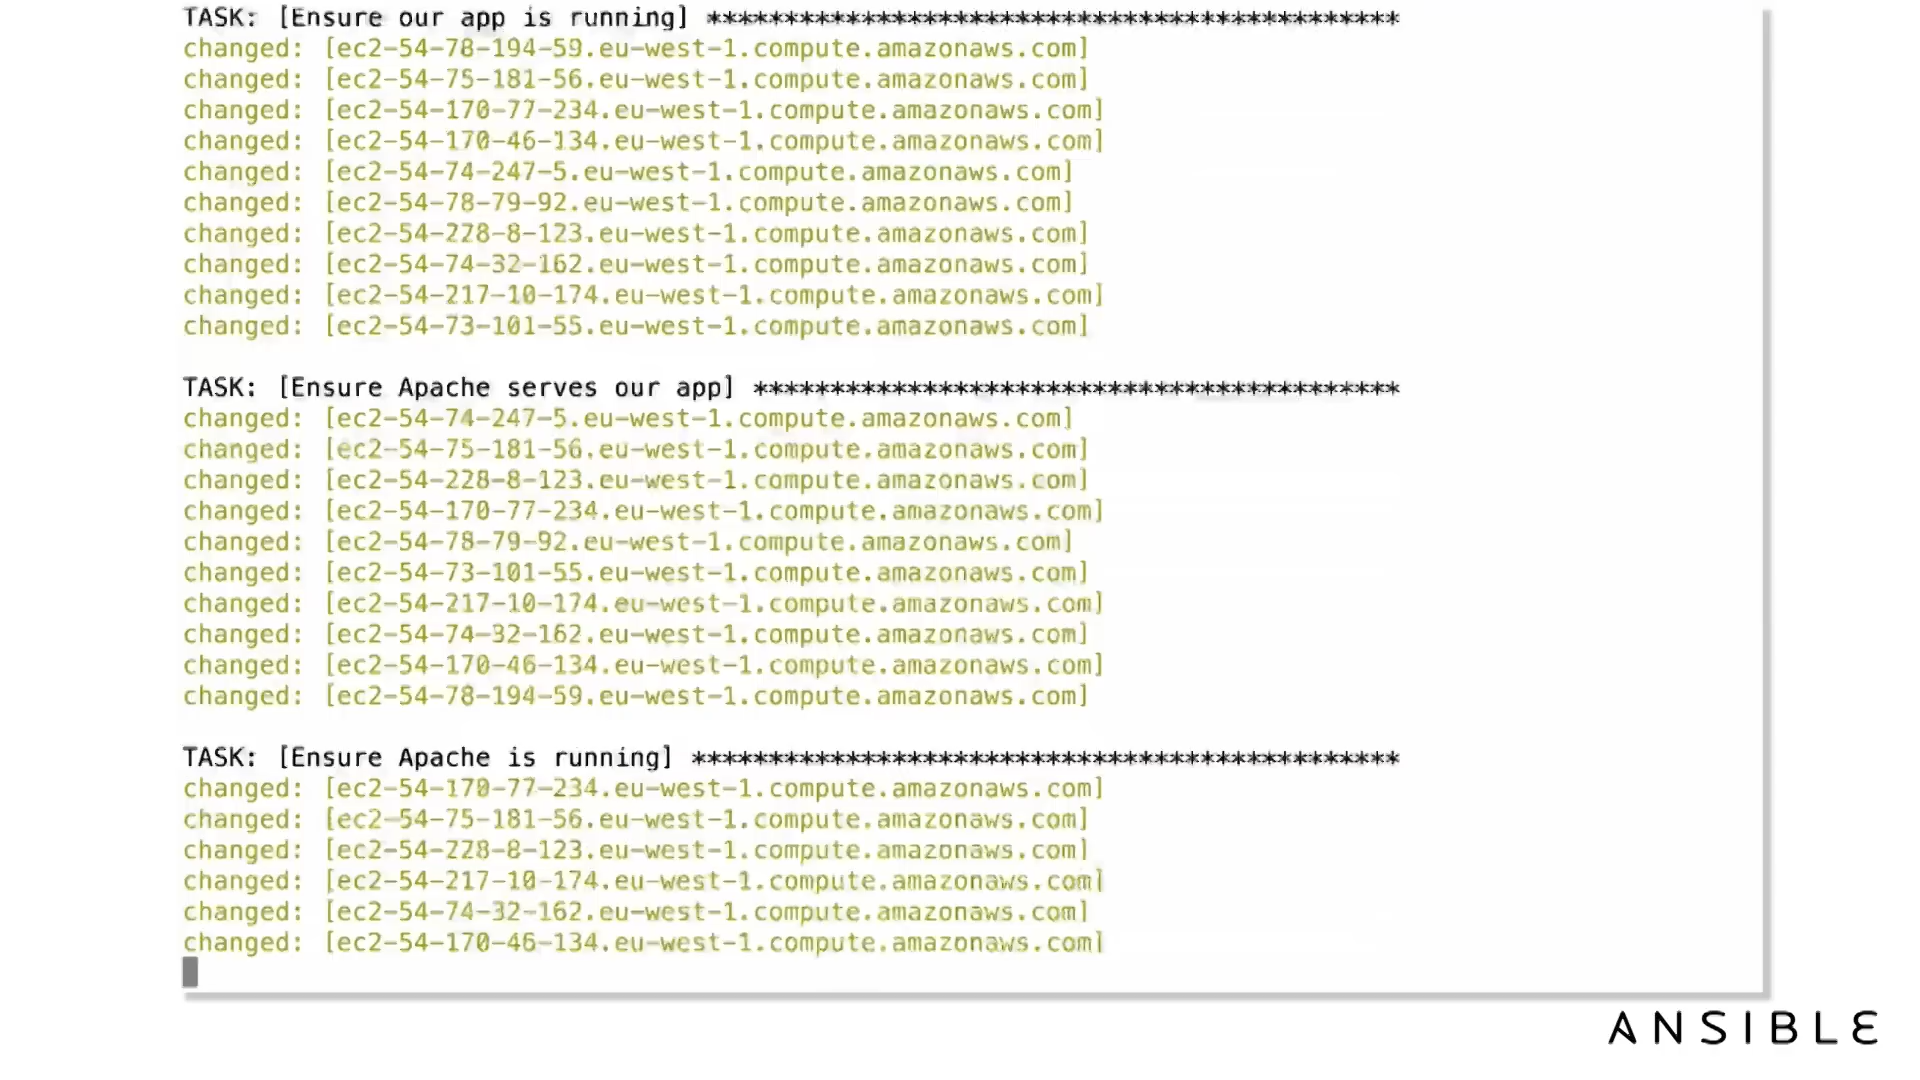 TASK: [Ensure our app is running] *********************************************
changed: [ec2-54-78-194-59.eu-west-1.compute.amazonaws.com]
changed: [ec2-54-75-181-56.eu-west-1.compute.amazonaws.com]
changed: [ec2-54-170-77-234.eu-west-1.compute.amazonaws.com]
changed: [ec2-54-170-46-134.eu-west-1.compute.amazonaws.com]
changed: [ec2-54-74-247-5.eu-west-1.compute.amazonaws.com]
changed: [ec2-54-78-79-92.eu-west-1.compute.amazonaws.com]
changed: [ec2-54-228-8-123.eu-west-1.compute.amazonaws.com]
changed: [ec2-54-74-32-162.eu-west-1.compute.amazonaws.com]
changed: [ec2-54-217-10-174.eu-west-1.compute.amazonaws.com]
changed: [ec2-54-73-101-55.eu-west-1.compute.amazonaws.com]
TASK: [Ensure Apache serves our app] ******************************************
changed: [ec2-54-74-247-5.eu-west-1.compute.amazonaws.com]
changed: [ec2-54-75-181-56.eu-west-1.compute.amazonaws.com]
changed: [ec2-54-228-8-123.eu-west-1.compute.amazonaws.com]
changed: [ec2-54-170-77-234.eu-west-1.compute.amazonaws.com]
changed: [ec2-54-78-79-92.eu-west-1.compute.amazonaws.com]
changed: [ec2-54-73-101-55.eu-west-1.compute.amazonaws.com]
changed: [ec2-54-217-10-174.eu-west-1.compute.amazonaws.com]
changed: [ec2-54-74-32-162.eu-west-1.compute.amazonaws.com]
changed: [ec2-54-170-46-134.eu-west-1.compute.amazonaws.com]
changed: [ec2-54-78-194-59.eu-west-1.compute.amazonaws.com]
TASK: [Ensure Apache is running] **********************************************
changed: [ec2-54-170-77-234.eu-west-1.compute.amazonaws.com]
changed: [ec2-54-75-181-56.eu-west-1.compute.amazonaws.com]
changed: [ec2-54-228-8-123.eu-west-1.compute.amazonaws.com]
changed: [ec2-54-217-10-174.eu-west-1.compute.amazonaws.com]
changed: [ec2-54-74-32-162.eu-west-1.compute.amazonaws.com]
changed: [ec2-54-170-46-134.eu-west-1.compute.amazonaws.com]
ANSIBLE